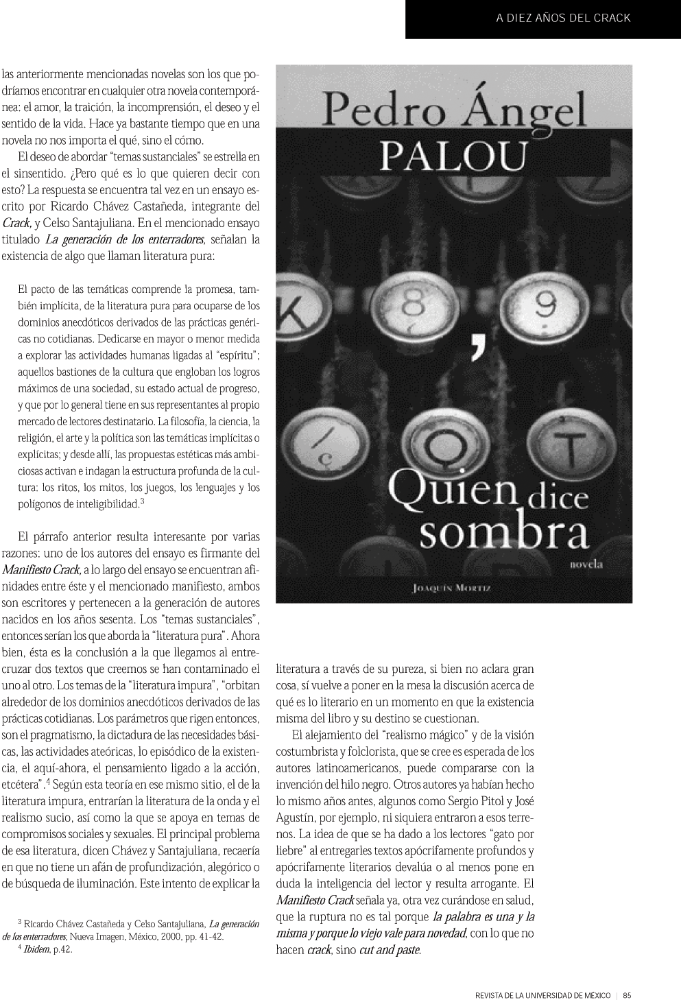 A DIEZ AÑOS DEL CRACK
las anteriormente mencionadas novelas son los que po-
dríamos encontrar en cualquier otra novela contemporá-
nea: el amor, la traición, la incomprensión, el deseo y el
sentido de la vida. Hace ya bastante tiempo que en una
novela no nos importa el qué, sino el cómo.
El deseo de abordar “temas sustanciales” se estrella en
el sinsentido. ¿Pero qué es lo que quieren decir con
esto? La respuesta se encuentra tal vez en un ensayo es-
crito por Ricardo Chávez Castañeda, integrante del
Crack, y Celso Santajuliana. En el mencionado ensayo
titulado La generación de los enterradores, señalan la
existencia de algo que llaman literatura pura:
El pacto de las temáticas comprende la promesa, tam-
bién implícita, de la literatura pura para ocuparse de los
dominios anecdóticos derivados de las prácticas genéri-
cas no cotidianas. Dedicarse en mayor o menor medida
a explorar las actividades humanas ligadas al “espíritu”;
aquellos bastiones de la cultura que engloban los logros
máximos de una sociedad, su estado actual de progreso,
y que por lo general tiene en sus representantes al propio
mercado de lectores destinatario. La filosofía, la ciencia, la
religión, el arte y la política son las temáticas implícitas o
explícitas; y desde allí, las propuestas estéticas más ambi-
ciosas activan e indagan la estructura profunda de la cul-
tura: los ritos, los mitos, los juegos, los lenguajes y los
polígonos de inteligibilidad.3
El párrafo anterior resulta interesante por varias
razones: uno de los autores del ensayo es firmante del
Manifiesto Crack, a lo largo del ensayo se encuentran afi-
nidades entre éste y el mencionado manifiesto, ambos
son escritores y pertenecen a la generación de autores
nacidos en los años sesenta. Los “temas sustanciales”,
entonces serían los que aborda la “literatura pura”. Ahora
bien, ésta es la conclusión a la que llegamos al entre-
cruzar dos textos que creemos se han contaminado el
uno al otro. Los temas de la “literatura impura”, “orbitan
alrededor de los dominios anecdóticos derivados de las
prácticas cotidianas. Los parámetros que rigen entonces,
son el pragmatismo, la dictadura de las necesidades bási-
cas, las actividades ateóricas, lo episódico de la existen-
cia, el aquí-ahora, el pensamiento ligado a la acción,
etcétera”.4 Según esta teoría en ese mismo sitio, el de la
literatura impura, entrarían la literatura de la onda y el
realismo sucio, así como la que se apoya en temas de
compromisos sociales y sexuales. El principal problema
de esa literatura, dicen Chávez y Santajuliana, recaería
en que no tiene un afán de profundización, alegórico o
de búsqueda de iluminación. Este intento de explicar la
3 Ricardo Chávez Castañeda y Celso Santajuliana, La generación
de los enterradores, Nueva Imagen, México, 2000, pp. 41-42.
4 Ibidem, p.42.
Pedro Ángel
PALOU
K 8 9
,
/ ç Q T
Quien dice
sombra
novela
JOAQUÍN MORTIZ
literatura a través de su pureza, si bien no aclara gran
cosa, sí vuelve a poner en la mesa la discusión acerca de
qué es lo literario en un momento en que la existencia
misma del libro y su destino se cuestionan.
El alejamiento del “realismo mágico” y de la visión
costumbrista y folclorista, que se cree es esperada de los
autores latinoamericanos, puede compararse con la
invención del hilo negro. Otros autores ya habían hecho
lo mismo años antes, algunos como Sergio Pitol y José
Agustín, por ejemplo, ni siquiera entraron a esos terre-
nos. La idea de que se ha dado a los lectores “gato por
liebre” al entregarles textos apócrifamente profundos y
apócrifamente literarios devalúa o al menos pone en
duda la inteligencia del lector y resulta arrogante. El
Manifiesto Crack señala ya, otra vez curándose en salud,
que la ruptura no es tal porque la palabra es una y la
misma y porque lo viejo vale para novedad, con lo que no
hacen crack, sino cut and paste.
REVISTA DE LA UNIVERSIDAD DE MÉXICO | 85